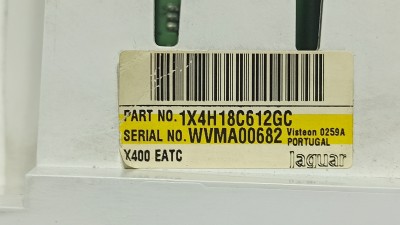 PART NO. 1X4H18C612GC
SERIAL NO. WVMA00682 Visteon 0259A
PORTUGAL
X400 EATC Jaguar